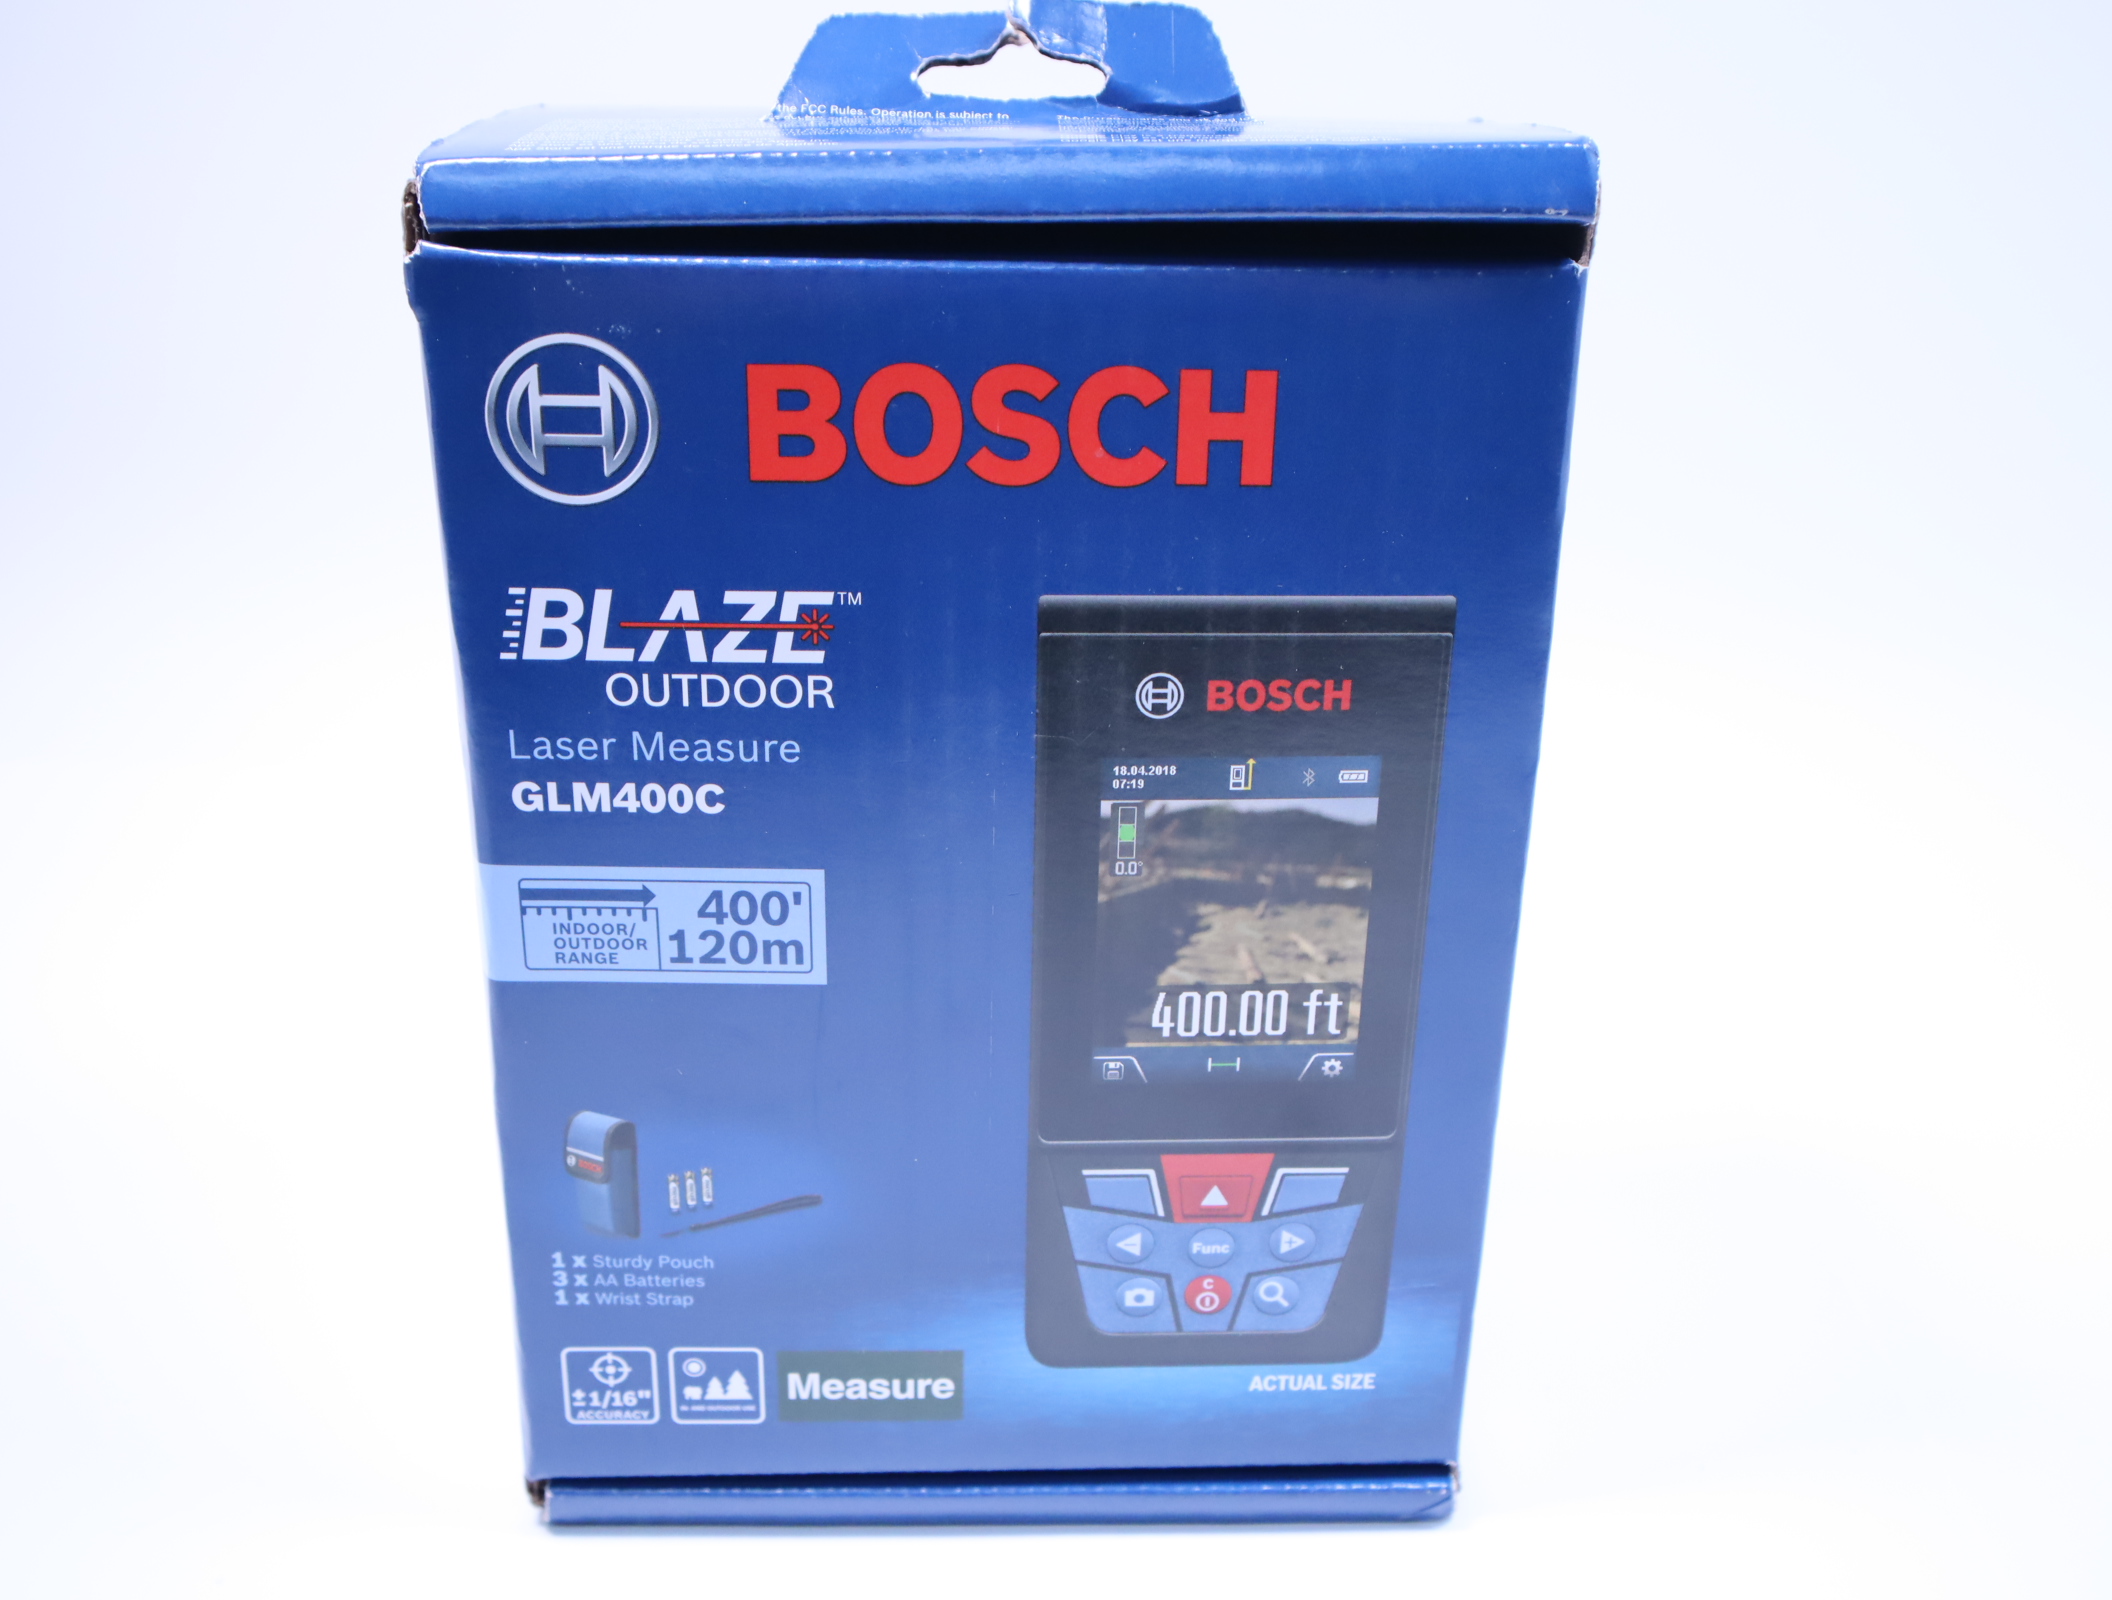 the FCC Rules. Operation is subject to
BOSCH
BLAZE™
OUTDOOR
Laser Measure
GLM400C
INDOOR/
OUTDOOR
RANGE
400'
120m
BOSCH
18.04.2018
07:19
0.0°
400.00 ft
Func
C
BOSCH
1 x Sturdy Pouch
3 x AA Batteries
1 x Wrist Strap
±1/16"
ACCURACY
Measure
ACTUAL SIZE